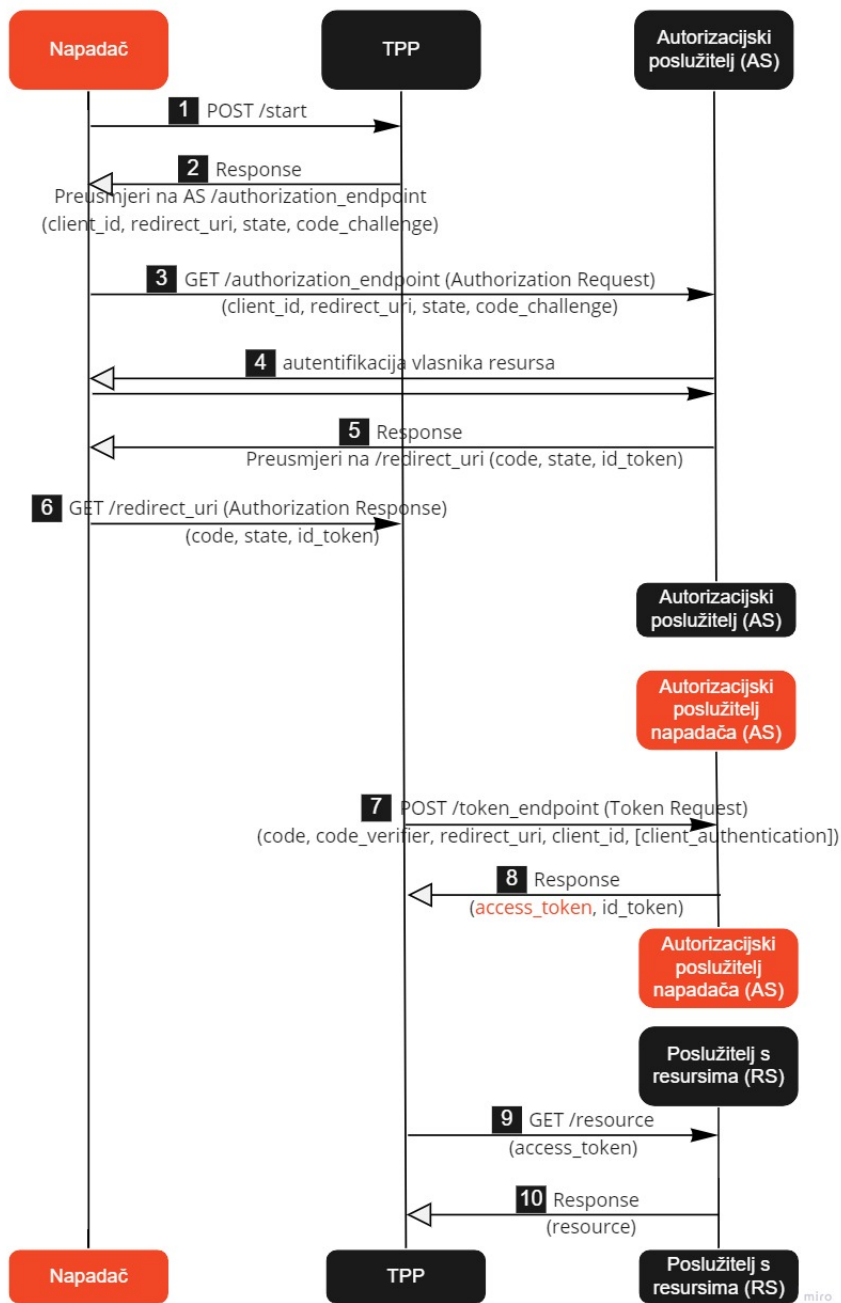 Napadač
TPP
Autorizacijski
poslužitelj (AS)
1 POST /start
2 Response
Preusmjeri na AS /authorization_endpoint
(client_id, redirect_uri, state, code_challenge)
3 GET /authorization_endpoint (Authorization Request)
(client_id, redirect_uri, state, code_challenge)
4 autentifikacija vlasnika resursa
5 Response
Preusmjeri na /redirect_uri (code, state, id_token)
6 GET /redirect_uri (Authorization Response)
(code, state, id_token)
Autorizacijski
poslužitelj (AS)
Autorizacijski
poslužitelj
napadača (AS)
7 POST /token_endpoint (Token Request)
(code, code_verifier, redirect_uri, client_id, [client_authentication])
8 Response
(access_token, id_token)
Autorizacijski
poslužitelj
napadača (AS)
Poslužitelj s
resursima (RS)
9 GET /resource
(access_token)
10 Response
(resource)
Napadač
TPP
Poslužitelj s
resursima (RS)
miro